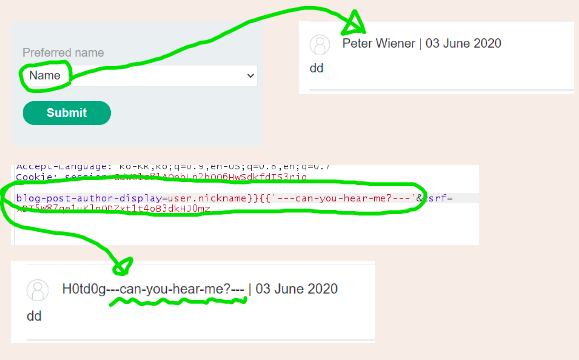 Preferred name
Name
Submit
Peter Wiener | 03 June 2020
dd
Accept-Language: ko-KR,ko;q=0.9,en-US;q=0.8,en;q=0.7
Cookie: session=
blog-post-author-display=user.nickname}}{{'---can-you-hear-me?---'&csrf=
H0td0g---can-you-hear-me?--- | 03 June 2020
dd